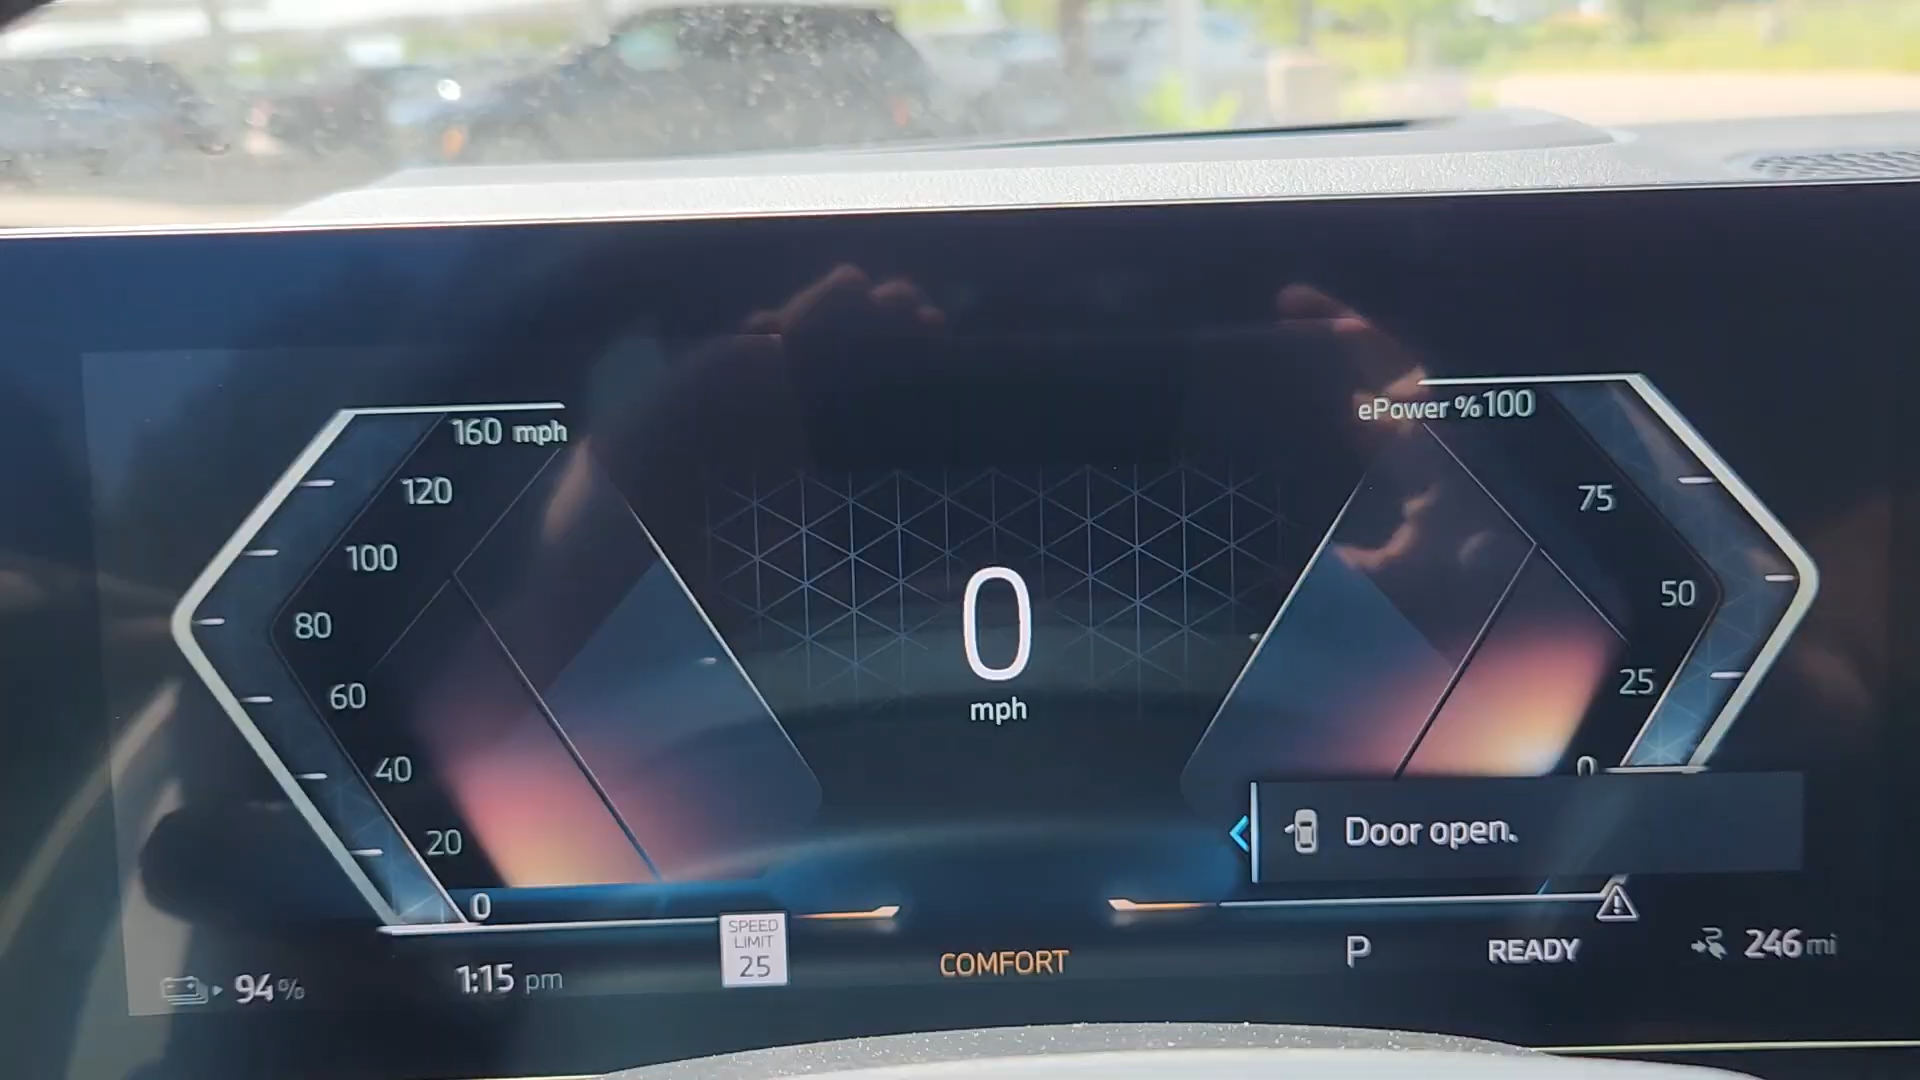 160 mph
120
100
80
60
40
20
0
0
mph
ePower %100
75
50
25
0
Door open.
94%
1:15 pm
SPEED
LIMIT
25
COMFORT
P
READY
246 mi